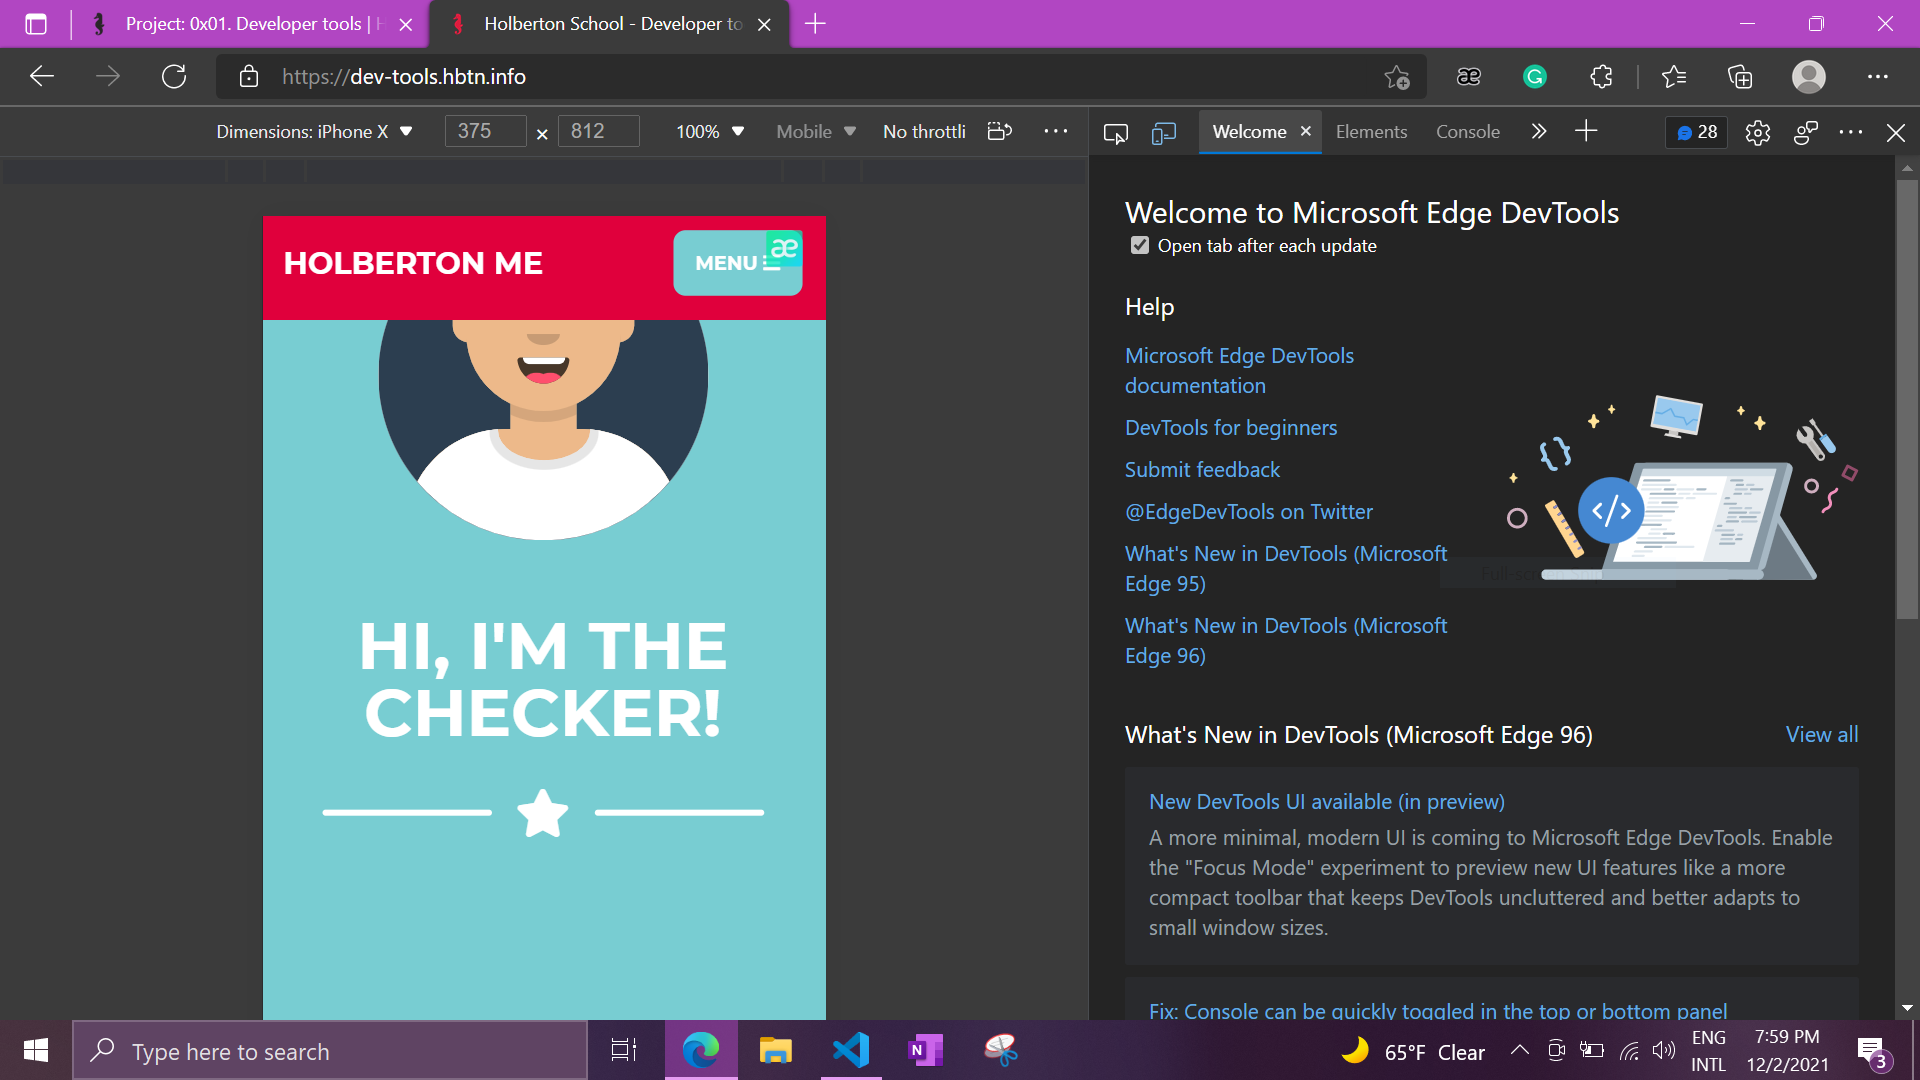 Project: 0x01. Developer tools | H
Holberton School - Developer to
https://dev-tools.hbtn.info
æ
G
Dimensions: iPhone X
375
×
812
100%
Mobile
No throttli
Welcome
Elements
Console
28
HOLBERTON ME
MENU
æ
HI, I'M THE
CHECKER!
Welcome to Microsoft Edge DevTools
Open tab after each update
Help
Microsoft Edge DevTools
documentation
DevTools for beginners
Submit feedback
@EdgeDevTools on Twitter
What's New in DevTools (Microsoft
Edge 95)
What's New in DevTools (Microsoft
Edge 96)
{}
</>
What's New in DevTools (Microsoft Edge 96)
View all
New DevTools UI available (in preview)
A more minimal, modern UI is coming to Microsoft Edge DevTools. Enable
the "Focus Mode" experiment to preview new UI features like a more
compact toolbar that keeps DevTools uncluttered and better adapts to
small window sizes.
Fix: Console can be quickly toggled in the top or bottom panel
Type here to search
N
65°F Clear
ENG
INTL
7:59 PM
12/2/2021
3